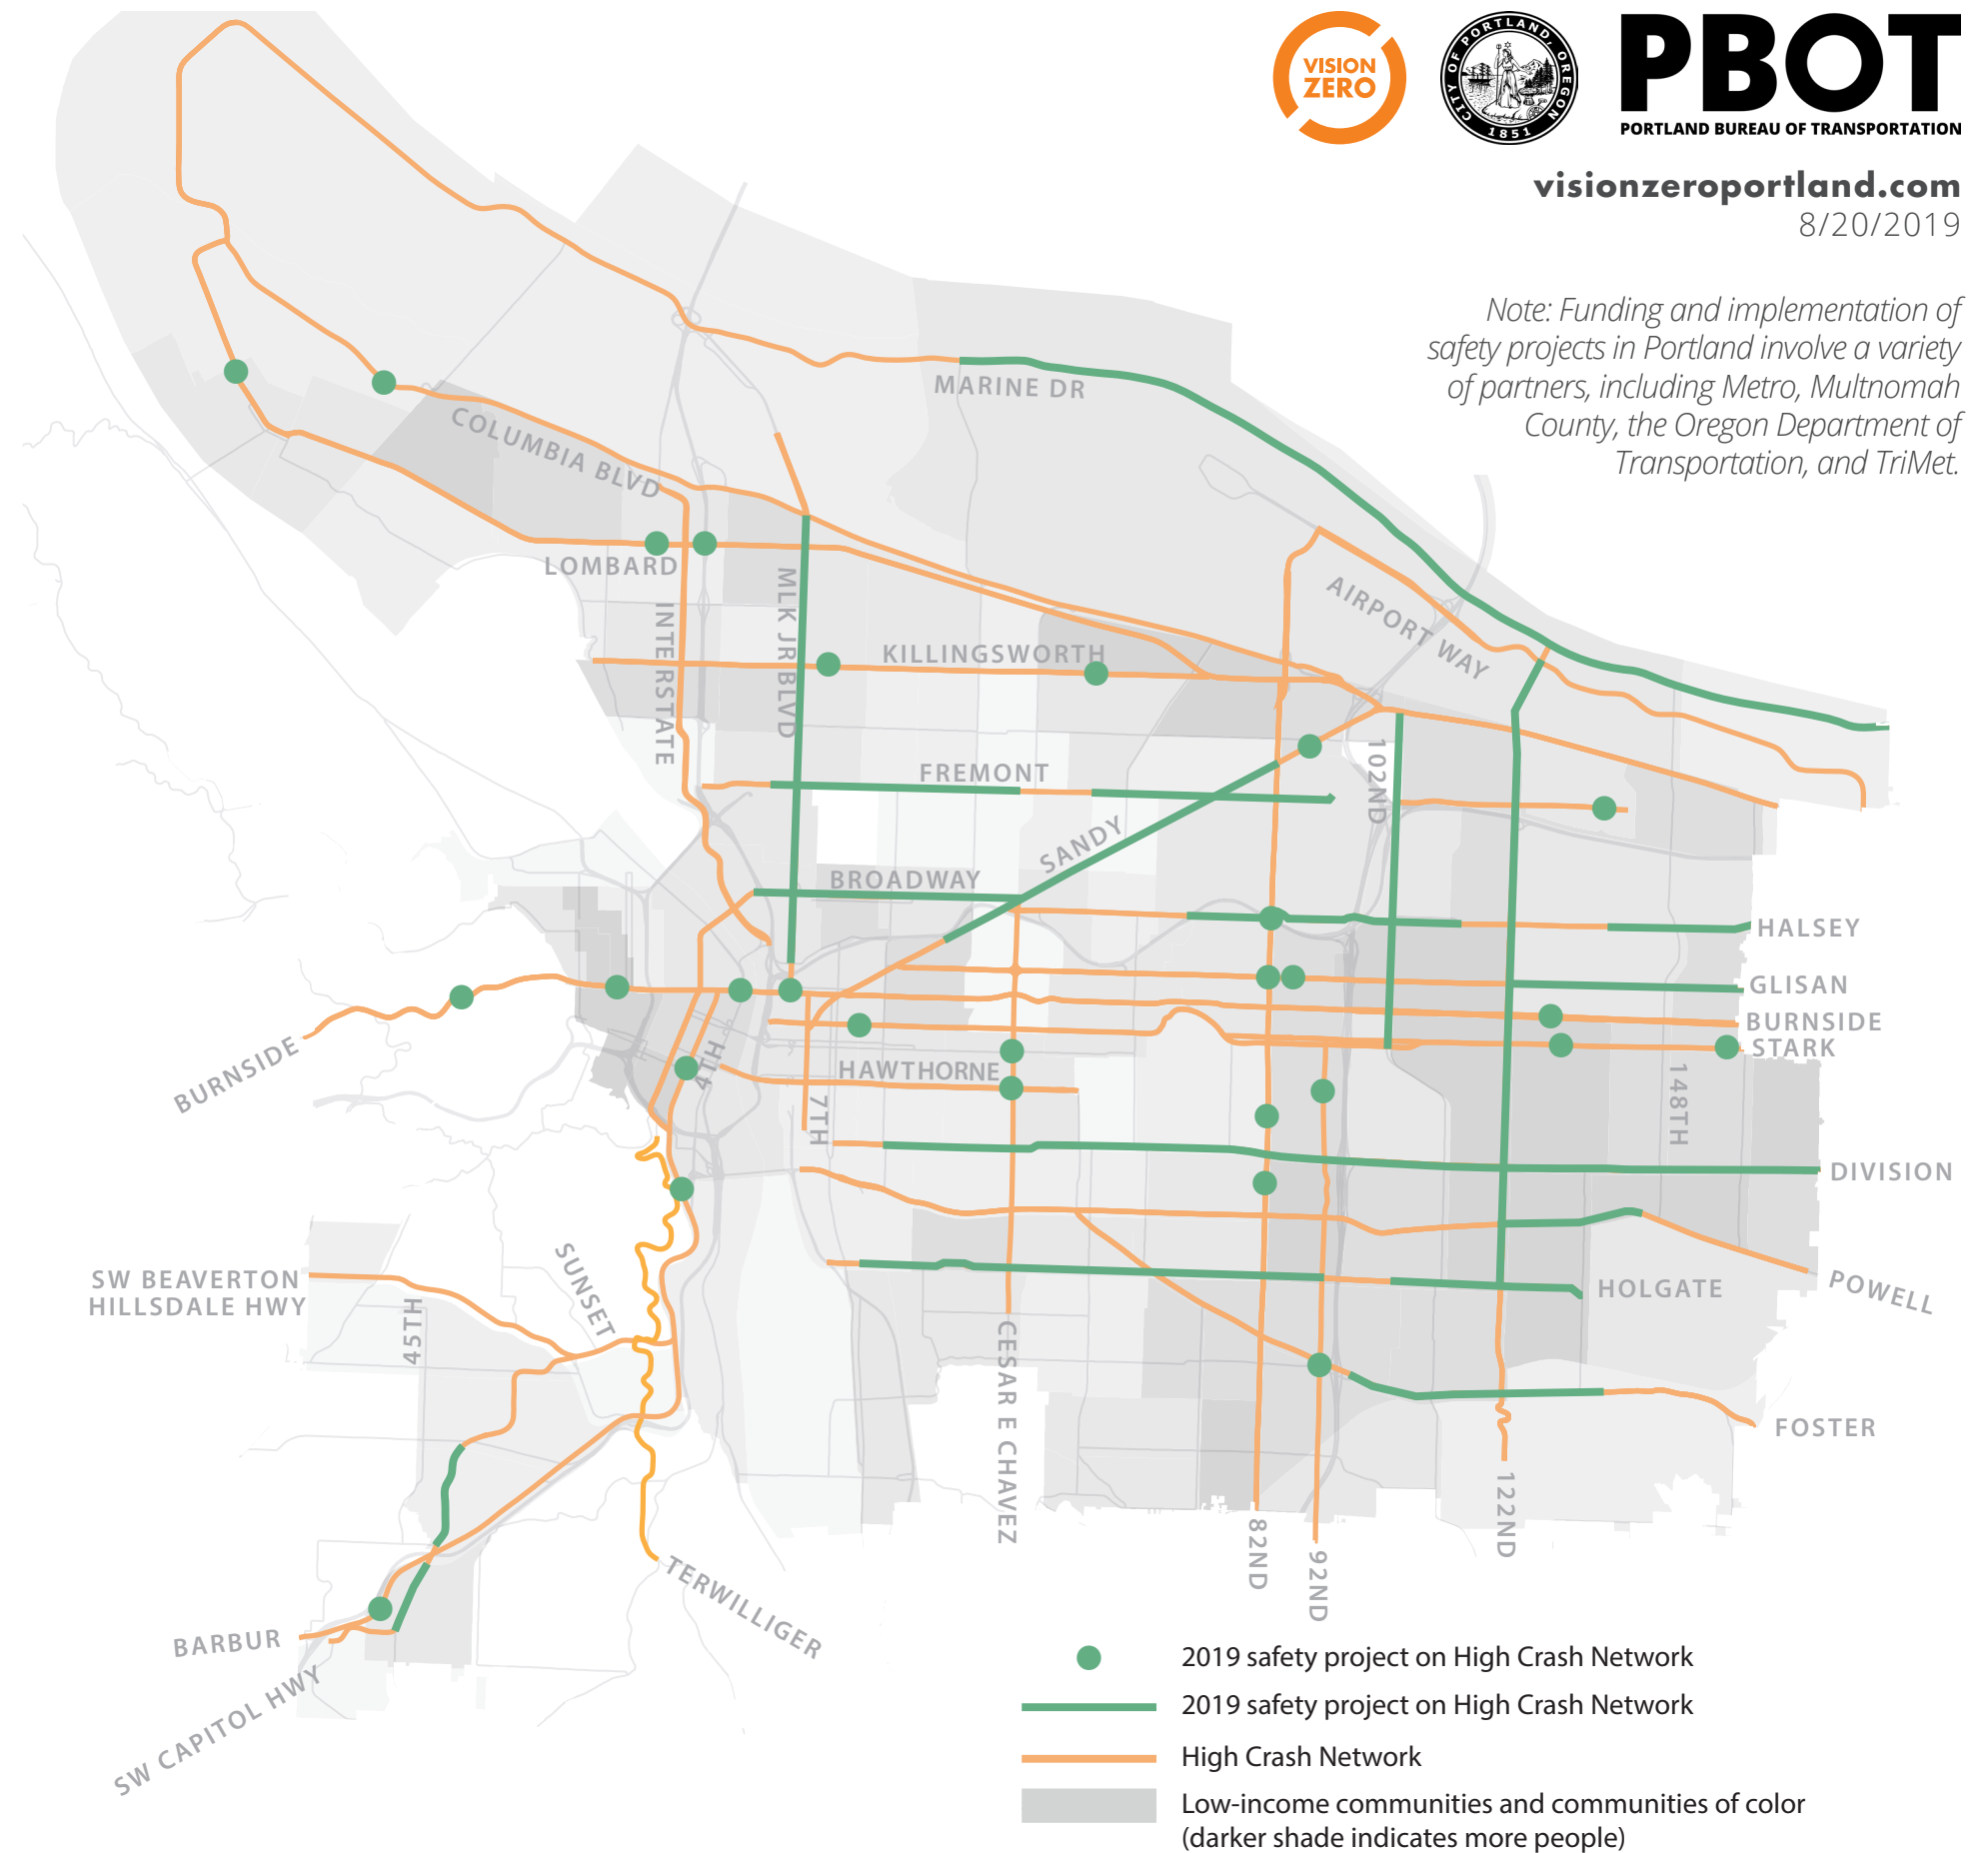 VISION
ZERO
CITY OF PORTLAND, OREGON
1851
PBOT
PORTLAND BUREAU OF TRANSPORTATION
visionzeroportland.com
8/20/2019
Note: Funding and implementation of
safety projects in Portland involve a variety
of partners, including Metro, Multnomah
County, the Oregon Department of
Transportation, and TriMet.
MARINE DR
COLUMBIA BLVD
LOMBARD
INTERSTATE
MLK JR BLVD
AIRPORT WAY
KILLINGSWORTH
FREMONT
102ND
SANDY
BROADWAY
HALSEY
GLISAN
BURNSIDE
STARK
BURNSIDE
4TH
HAWTHORNE
7TH
148TH
DIVISION
SW BEAVERTON
HILLSDALE HWY
SUNSET
45TH
HOLGATE
POWELL
CESAR E CHAVEZ
FOSTER
82ND
92ND
122ND
TERWILLIGER
BARBUR
SW CAPITOL HWY
2019 safety project on High Crash Network
2019 safety project on High Crash Network
High Crash Network
Low-income communities and communities of color
(darker shade indicates more people)